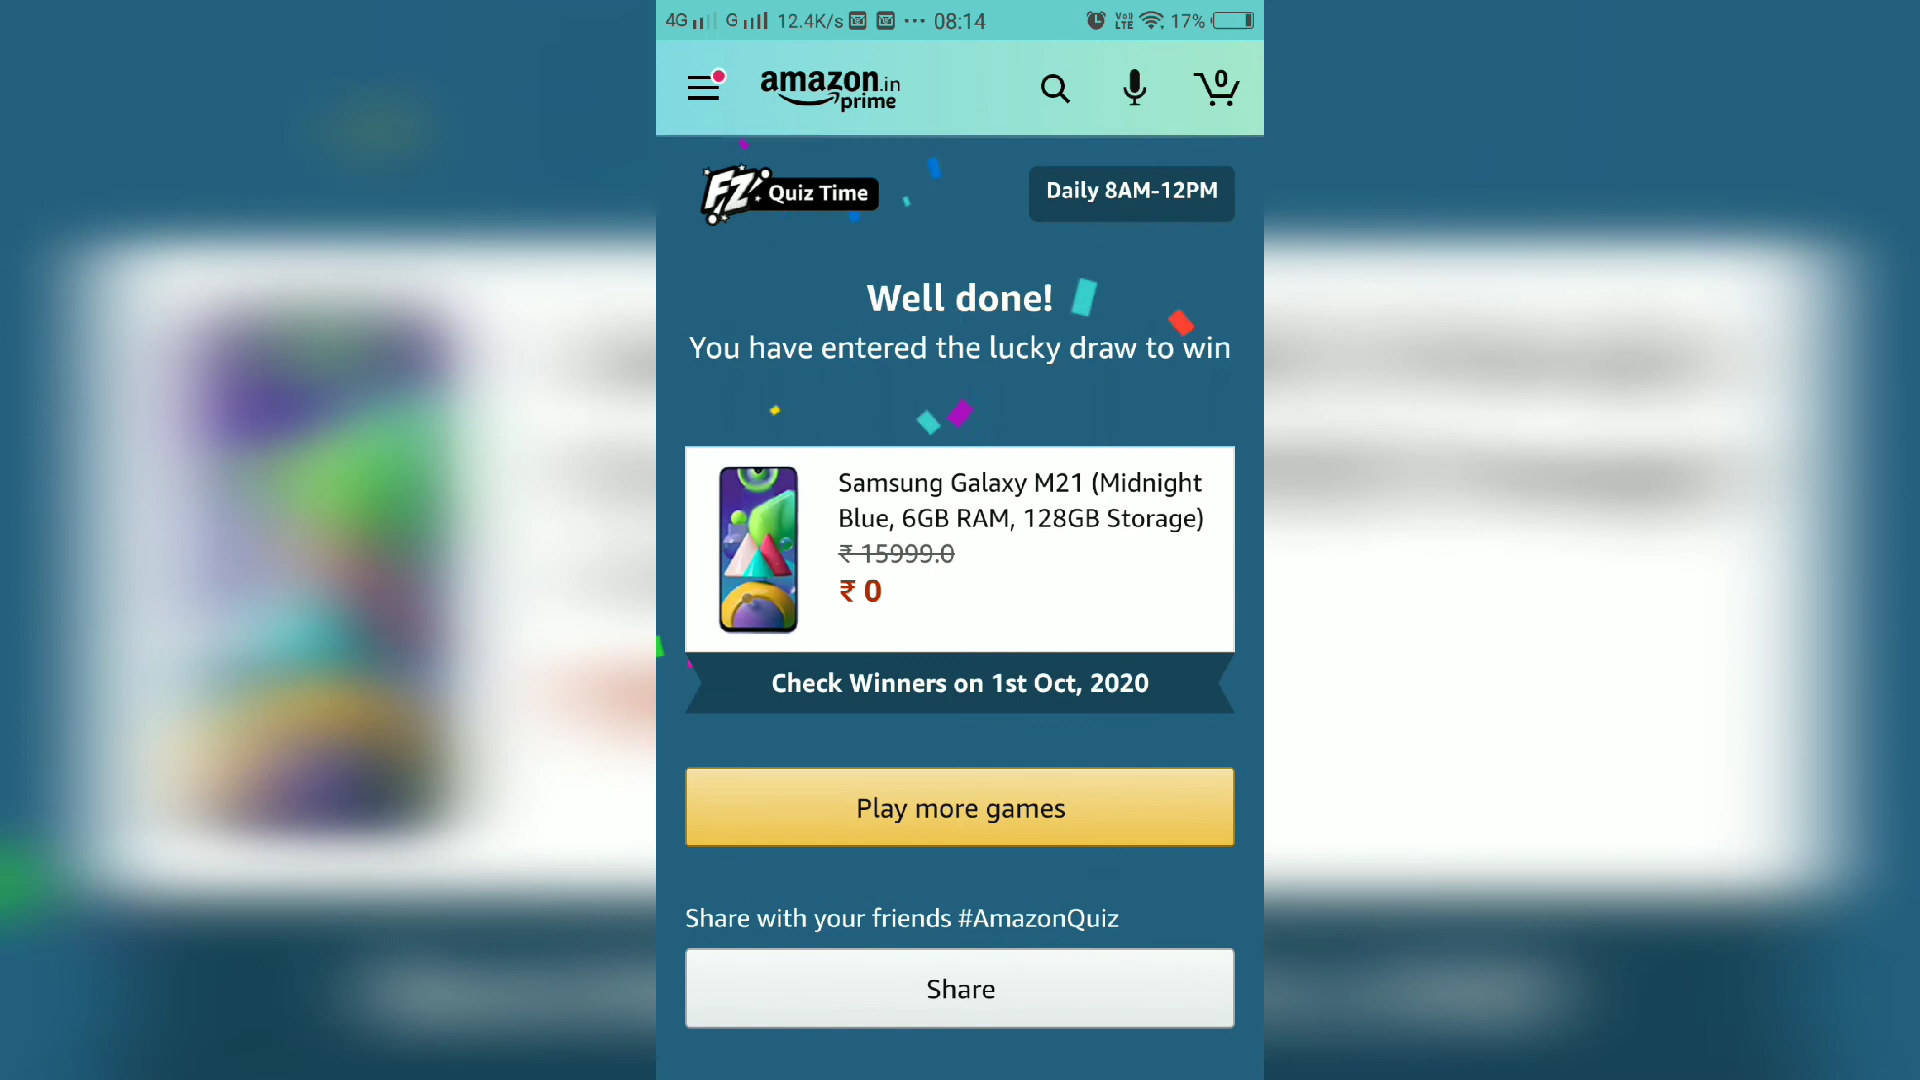 4G G 12.4K/s ... 08:14 VoLTE 17%
amazon.in
prime
0
FZ Quiz Time
Daily 8AM-12PM
Well done!
You have entered the lucky draw to win
Samsung Galaxy M21 (Midnight
Blue, 6GB RAM, 128GB Storage)
₹ 15999.0
₹ 0
Check Winners on 1st Oct, 2020
Play more games
Share with your friends #AmazonQuiz
Share